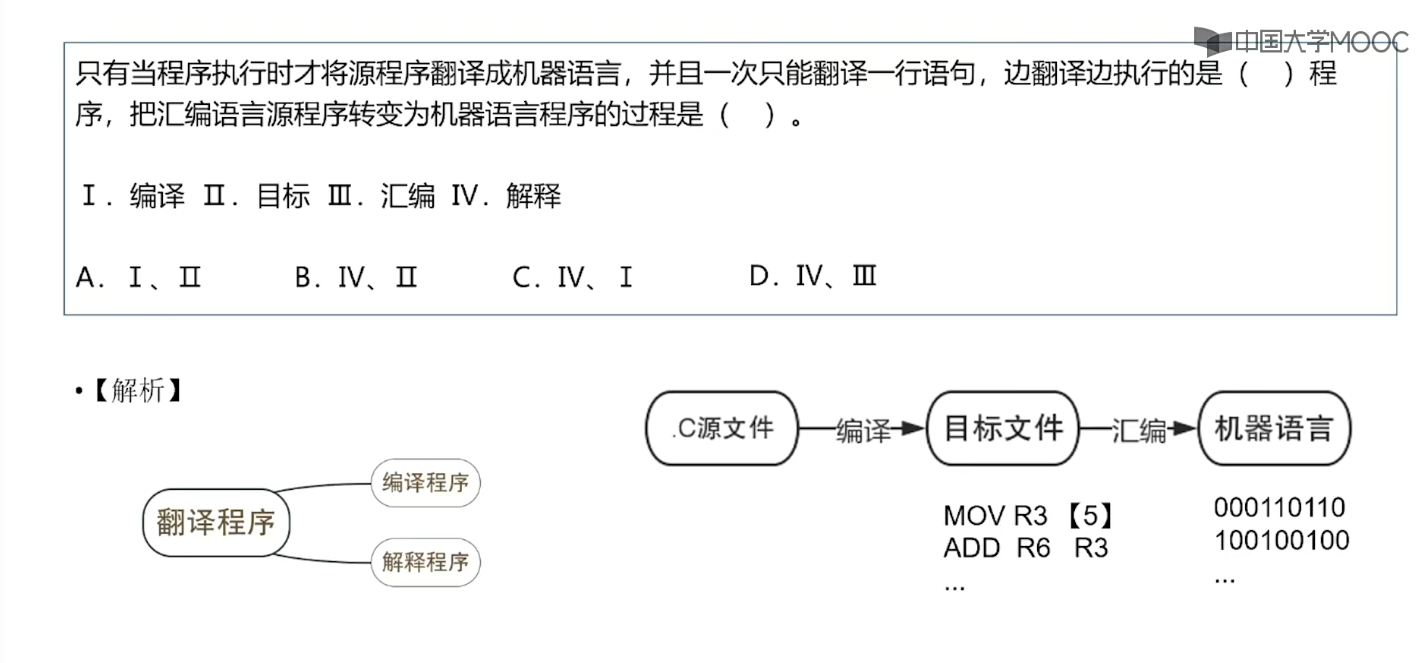 中国大学MOOC
只有当程序执行时才将源程序翻译成机器语言，并且一次只能翻译一行语句，边翻译边执行的是（ ）程
序，把汇编语言源程序转变为机器语言程序的过程是（ ）。
Ⅰ．编译 Ⅱ．目标 Ⅲ．汇编 Ⅳ．解释
A．Ⅰ、Ⅱ B．Ⅳ、Ⅱ C．Ⅳ、Ⅰ D．Ⅳ、Ⅲ
•【解析】
.C源文件 编译 目标文件 汇编 机器语言
编译程序
翻译程序
解释程序
MOV R3 【5】
ADD R6 R3
...
000110110
100100100
...